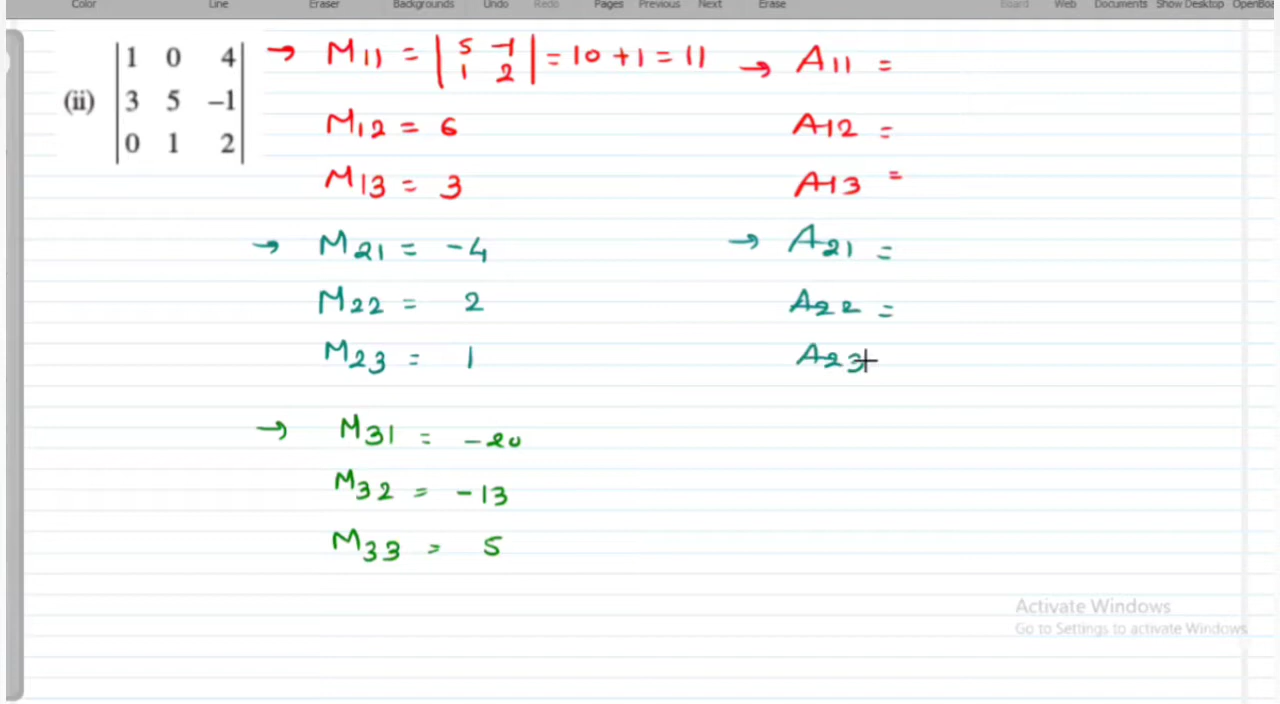 Color Line Eraser Backgrounds Undo Redo Pages Previous Next Erase Board Web Documents Show Desktop OpenBoa
(ii) | 1 0 4 | → M11 = | 5 -1 | = 10 + 1 = 11 → A11 =
| 3 5 –1 | | 1 2 |
| 0 1 2 | M12 = 6 A12 =
M13 = 3 A13 =
→ M21 = -4 → A21 =
M22 = 2 A22 =
M23 = 1 A23
→ M31 = -20
M32 = -13
M33 = 5
Activate Windows
Go to Settings to activate Windows